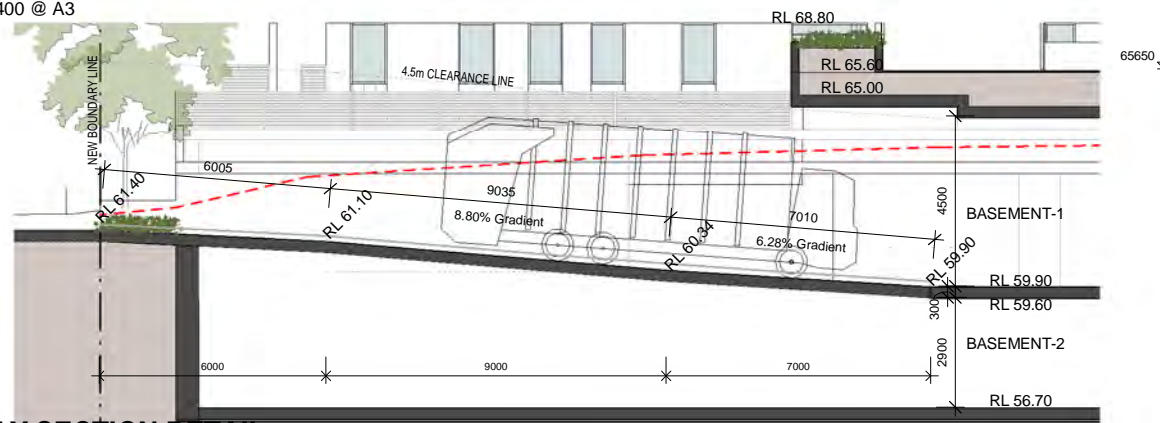 400 @ A3
RL 68.80
65650
NEW BOUNDARY LINE
4.5m CLEARANCE LINE
RL 65.60
RL 65.00
6005
RL 61.40
RL 61.10
9035
8.80% Gradient
7010
6.28% Gradient
RL 60.34
RL 59.90
4500
BASEMENT-1
RL 59.90
300
RL 59.60
2900
BASEMENT-2
6000
9000
7000
RL 56.70
SECTION DETAIL